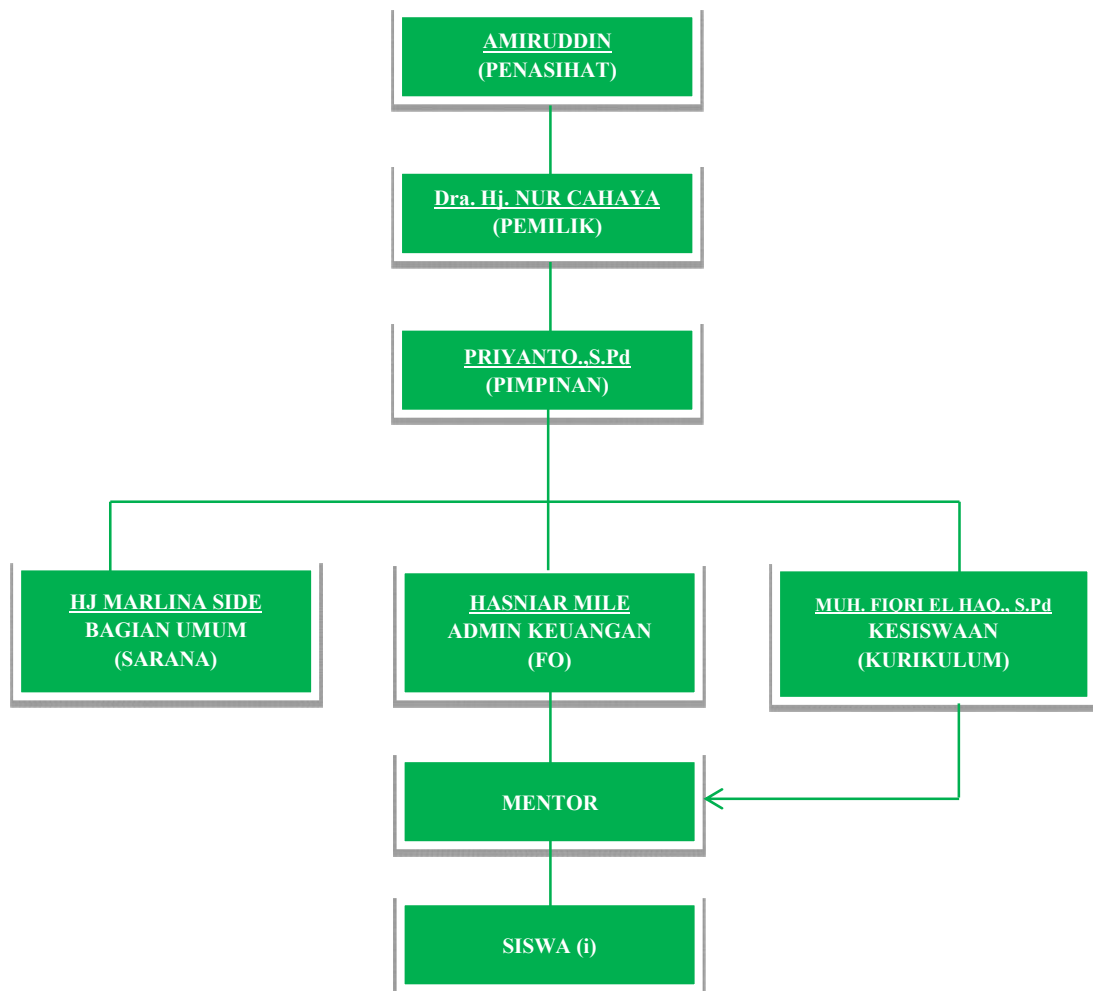 AMIRUDDIN
(PENASIHAT)
Dra. Hj. NUR CAHAYA
(PEMILIK)
PRIYANTO.,S.Pd
(PIMPINAN)
HJ MARLINA SIDE
BAGIAN UMUM
(SARANA)
HASNIAR MILE
ADMIN KEUANGAN
(FO)
MUH. FIQRI EL HAQ., S.Pd
KESISWAAN
(KURIKULUM)
MENTOR
SISWA (i)